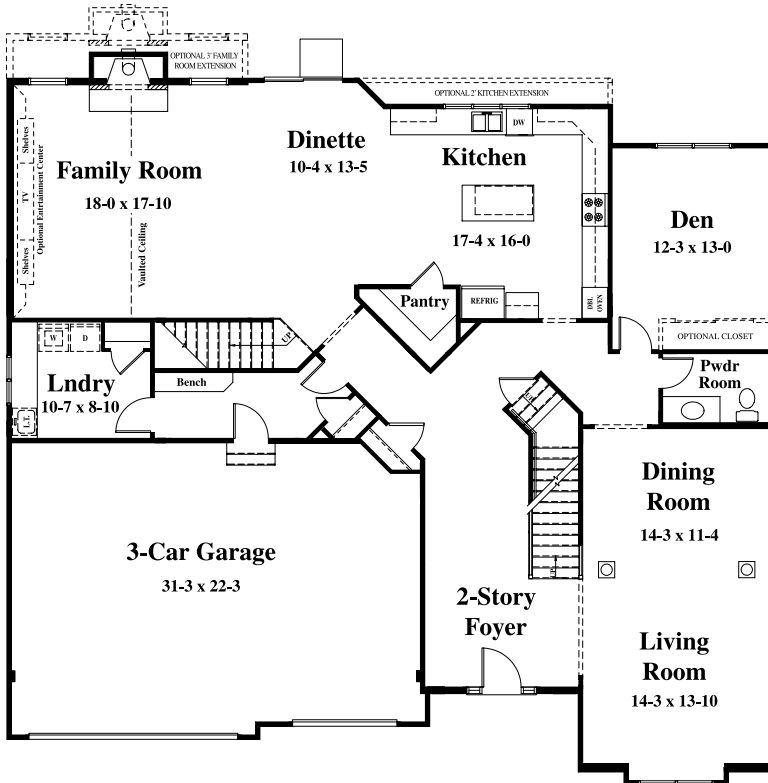 OPTIONAL 3' FAMILY
ROOM EXTENSION
OPTIONAL 2' KITCHEN EXTENSION
Shelves
TV
Shelves
Optional Entertainment Center
Family Room
18-0 x 17-10
Vaulted Ceiling
Dinette
10-4 x 13-5
DW
Kitchen
17-4 x 16-0
Den
12-3 x 13-0
Pantry
REFRIG
DBL
OVEN
OPTIONAL CLOSET
W
D
UP
Lndry
10-7 x 8-10
L.T.
Bench
Pwdr
Room
Dining
Room
14-3 x 11-4
3-Car Garage
31-3 x 22-3
UP
2-Story
Foyer
Living
Room
14-3 x 13-10